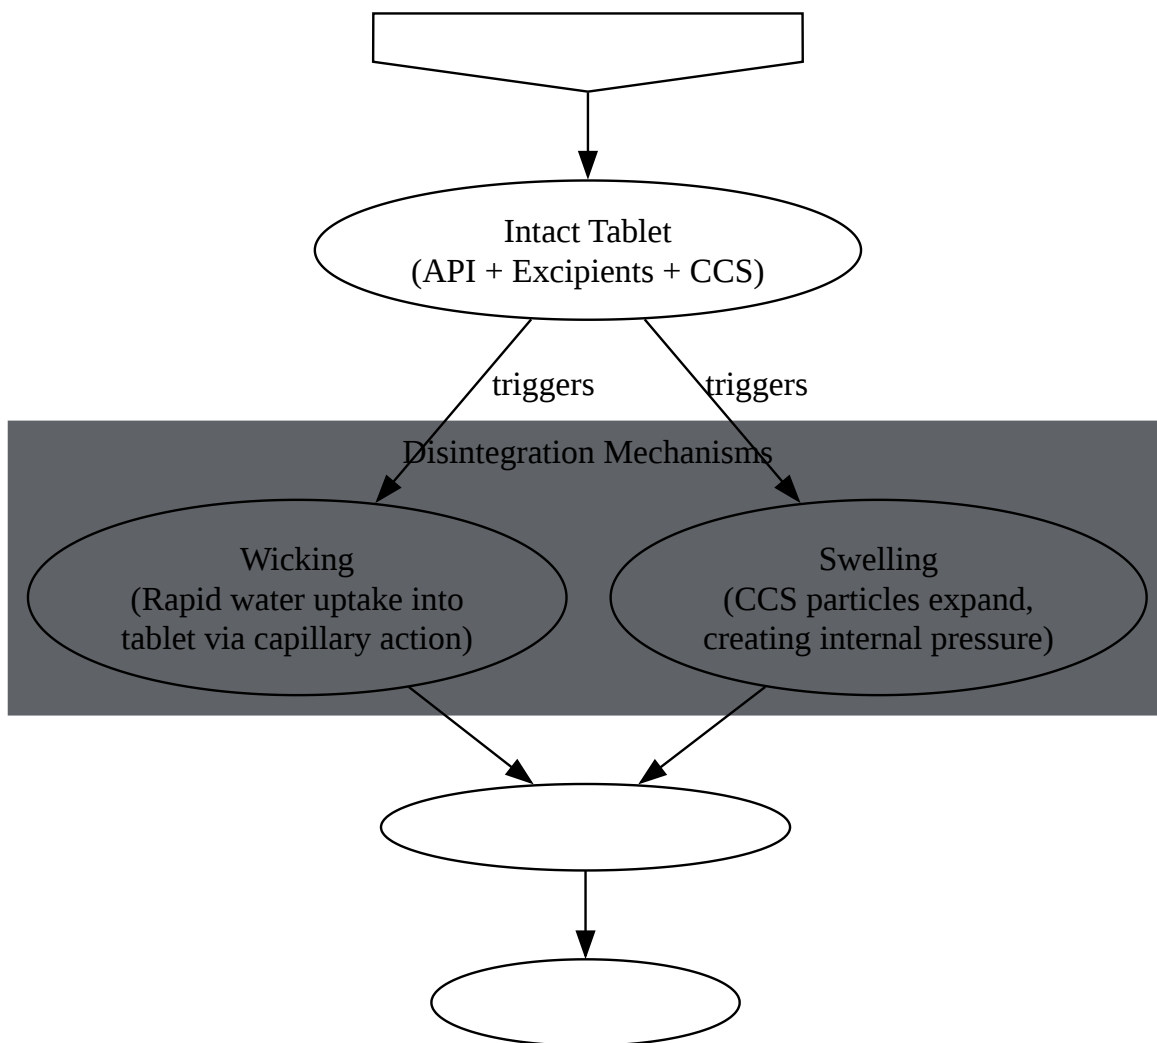 Intact Tablet
(API + Excipients + CCS)
triggers
triggers
Disintegration Mechanisms
Wicking
(Rapid water uptake into
tablet via capillary action)
Swelling
(CCS particles expand,
creating internal pressure)